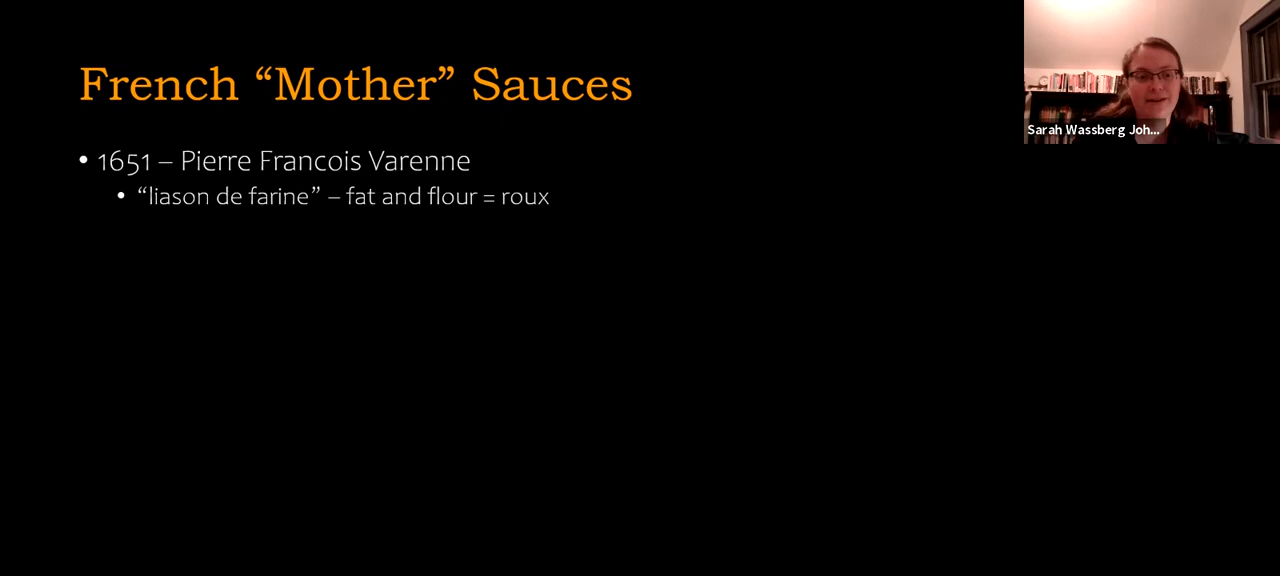 French “Mother” Sauces
• 1651 – Pierre Francois Varenne
• “liason de farine” – fat and flour = roux
Sarah Wassberg Joh...